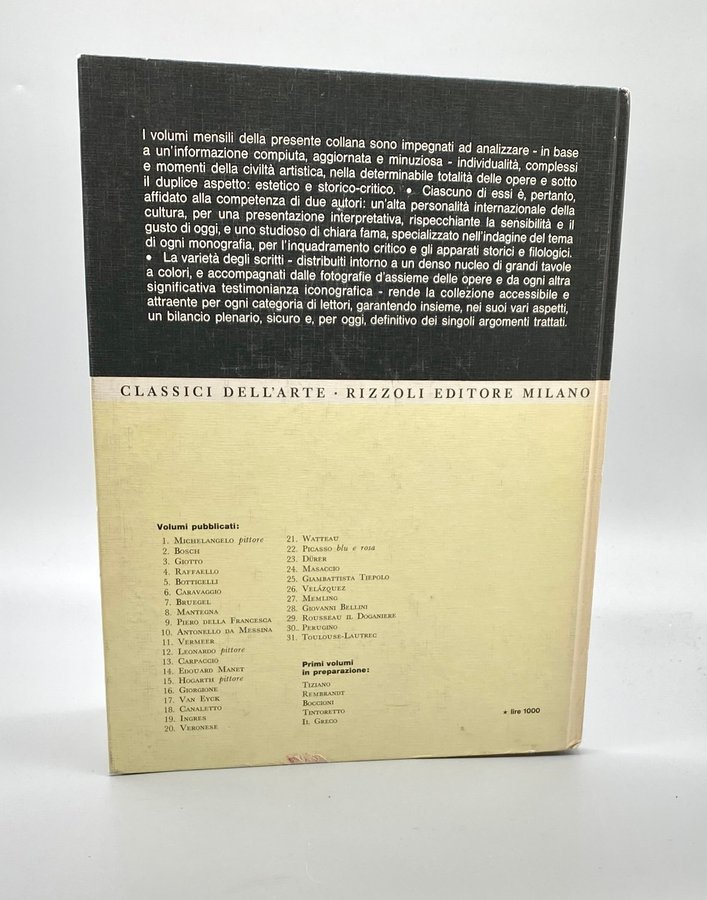 I volumi mensili della presente collana sono impegnati ad analizzare - in base
a un'informazione compiuta, aggiornata e minuziosa - individualità, complessi
e momenti della civiltà artistica, nella determinabile totalità delle opere e sotto
il duplice aspetto: estetico e storico-critico. • Ciascuno di essi è, pertanto,
affidato alla competenza di due autori: un'alta personalità internazionale della
cultura, per una presentazione interpretativa, rispecchiante la sensibilità e il
gusto di oggi, e uno studioso di chiara fama, specializzato nell'indagine del tema
di ogni monografia, per l'inquadramento critico e gli apparati storici e filologici.
• La varietà degli scritti - distribuiti intorno a un denso nucleo di grandi tavole
a colori, e accompagnati dalle fotografie d'assieme delle opere e da ogni altra
significativa testimonianza iconografica - rende la collezione accessibile e
attraente per ogni categoria di lettori, garantendo insieme, nei suoi vari aspetti,
un bilancio plenario, sicuro e, per oggi, definitivo dei singoli argomenti trattati.
CLASSICI DELL'ARTE · RIZZOLI EDITORE MILANO
Volumi pubblicati:
1. MICHELANGELO pittore
2. BOSCH
3. GIOTTO
4. RAFFAELLO
5. BOTTICELLI
6. CARAVAGGIO
7. BRUEGEL
8. MANTEGNA
9. PIERO DELLA FRANCESCA
10. ANTONELLO DA MESSINA
11. VERMEER
12. LEONARDO pittore
13. CARPACCIO
14. EDOUARD MANET
15. HOGARTH pittore
16. GIORGIONE
17. VAN EYCK
18. CANALETTO
19. INGRES
20. VERONESE
21. WATTEAU
22. PICASSO blu e rosa
23. DÜRER
24. MASACCIO
25. GIAMBATTISTA TIEPOLO
26. VELÁZQUEZ
27. MEMLING
28. GIOVANNI BELLINI
29. ROUSSEAU IL DOGANIERE
30. PERUGINO
31. TOULOUSE-LAUTREC
Primi volumi
in preparazione:
TIZIANO
REMBRANDT
BOCCIONI
TINTORETTO
IL GRECO
* lire 1000